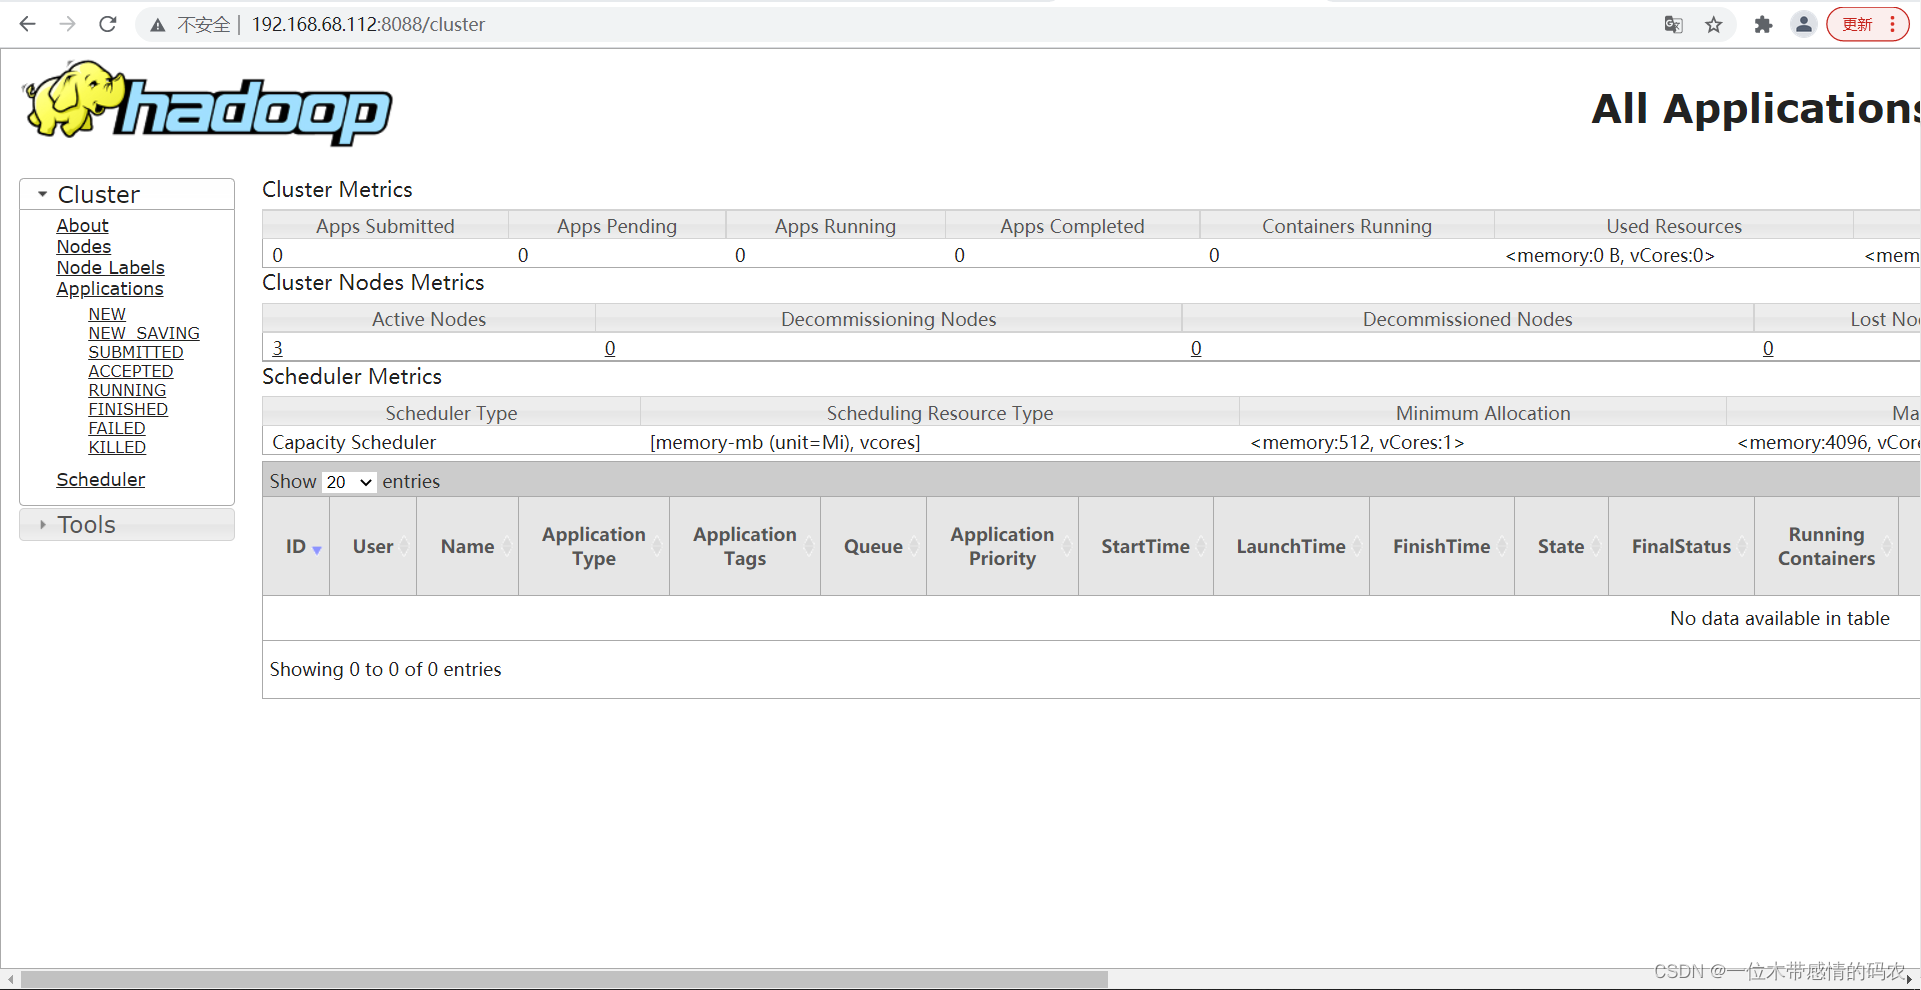 不安全 | 192.168.68.112:8088/cluster 更新
hadoop
All Applications
Cluster
About
Nodes
Node Labels
Applications
NEW
NEW_SAVING
SUBMITTED
ACCEPTED
RUNNING
FINISHED
FAILED
KILLED
Scheduler
Tools
Cluster Metrics
Apps Submitted Apps Pending Apps Running Apps Completed Containers Running Used Resources
0 0 0 0 0 <memory:0 B, vCores:0> <mem
Cluster Nodes Metrics
Active Nodes Decommissioning Nodes Decommissioned Nodes Lost No
3 0 0 0
Scheduler Metrics
Scheduler Type Scheduling Resource Type Minimum Allocation Ma
Capacity Scheduler [memory-mb (unit=Mi), vcores] <memory:512, vCores:1> <memory:4096, vCore
Show 20 entries
ID User Name Application Type Application Tags Queue Application Priority StartTime LaunchTime FinishTime State FinalStatus Running Containers
No data available in table
Showing 0 to 0 of 0 entries
CSDN @一位木带感情的码农